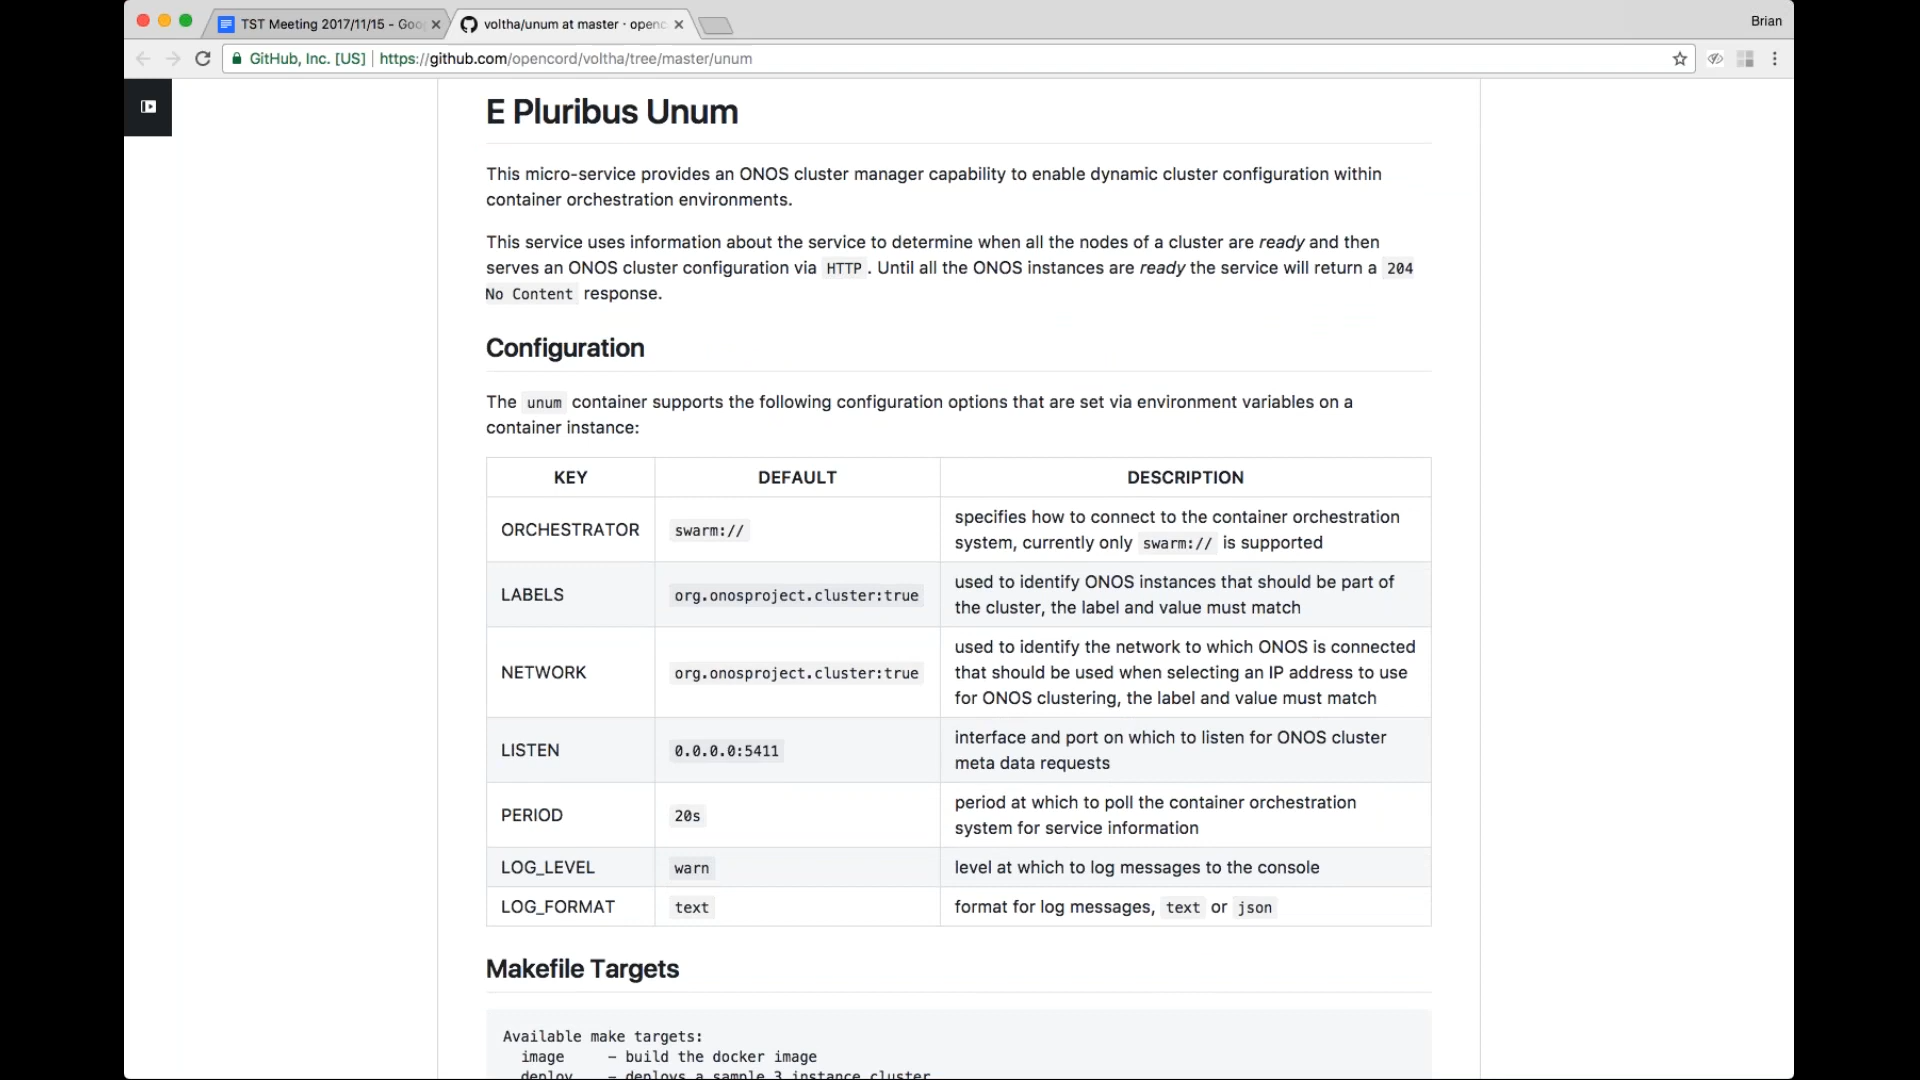 TST Meeting 2017/11/15 - Goo
voltha/unum at master · openc
Brian
GitHub, Inc. [US] | https://github.com/opencord/voltha/tree/master/unum
E Pluribus Unum
This micro-service provides an ONOS cluster manager capability to enable dynamic cluster configuration within
container orchestration environments.
This service uses information about the service to determine when all the nodes of a cluster are ready and then
serves an ONOS cluster configuration via HTTP . Until all the ONOS instances are ready the service will return a 204
No Content response.
Configuration
The unum container supports the following configuration options that are set via environment variables on a
container instance:
KEY DEFAULT DESCRIPTION
ORCHESTRATOR swarm:// specifies how to connect to the container orchestration
system, currently only swarm:// is supported
LABELS org.onosproject.cluster:true used to identify ONOS instances that should be part of
the cluster, the label and value must match
NETWORK org.onosproject.cluster:true used to identify the network to which ONOS is connected
that should be used when selecting an IP address to use
for ONOS clustering, the label and value must match
LISTEN 0.0.0.0:5411 interface and port on which to listen for ONOS cluster
meta data requests
PERIOD 20s period at which to poll the container orchestration
system for service information
LOG_LEVEL warn level at which to log messages to the console
LOG_FORMAT text format for log messages, text or json
Makefile Targets
Available make targets:
image – build the docker image
deploy – deploys a sample 3 instance cluster